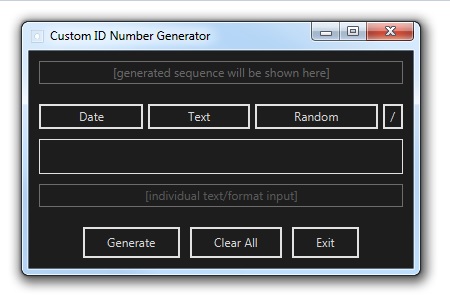 Custom ID Number Generator
[generated sequence will be shown here]
Date Text Random /
[individual text/format input]
Generate Clear All Exit